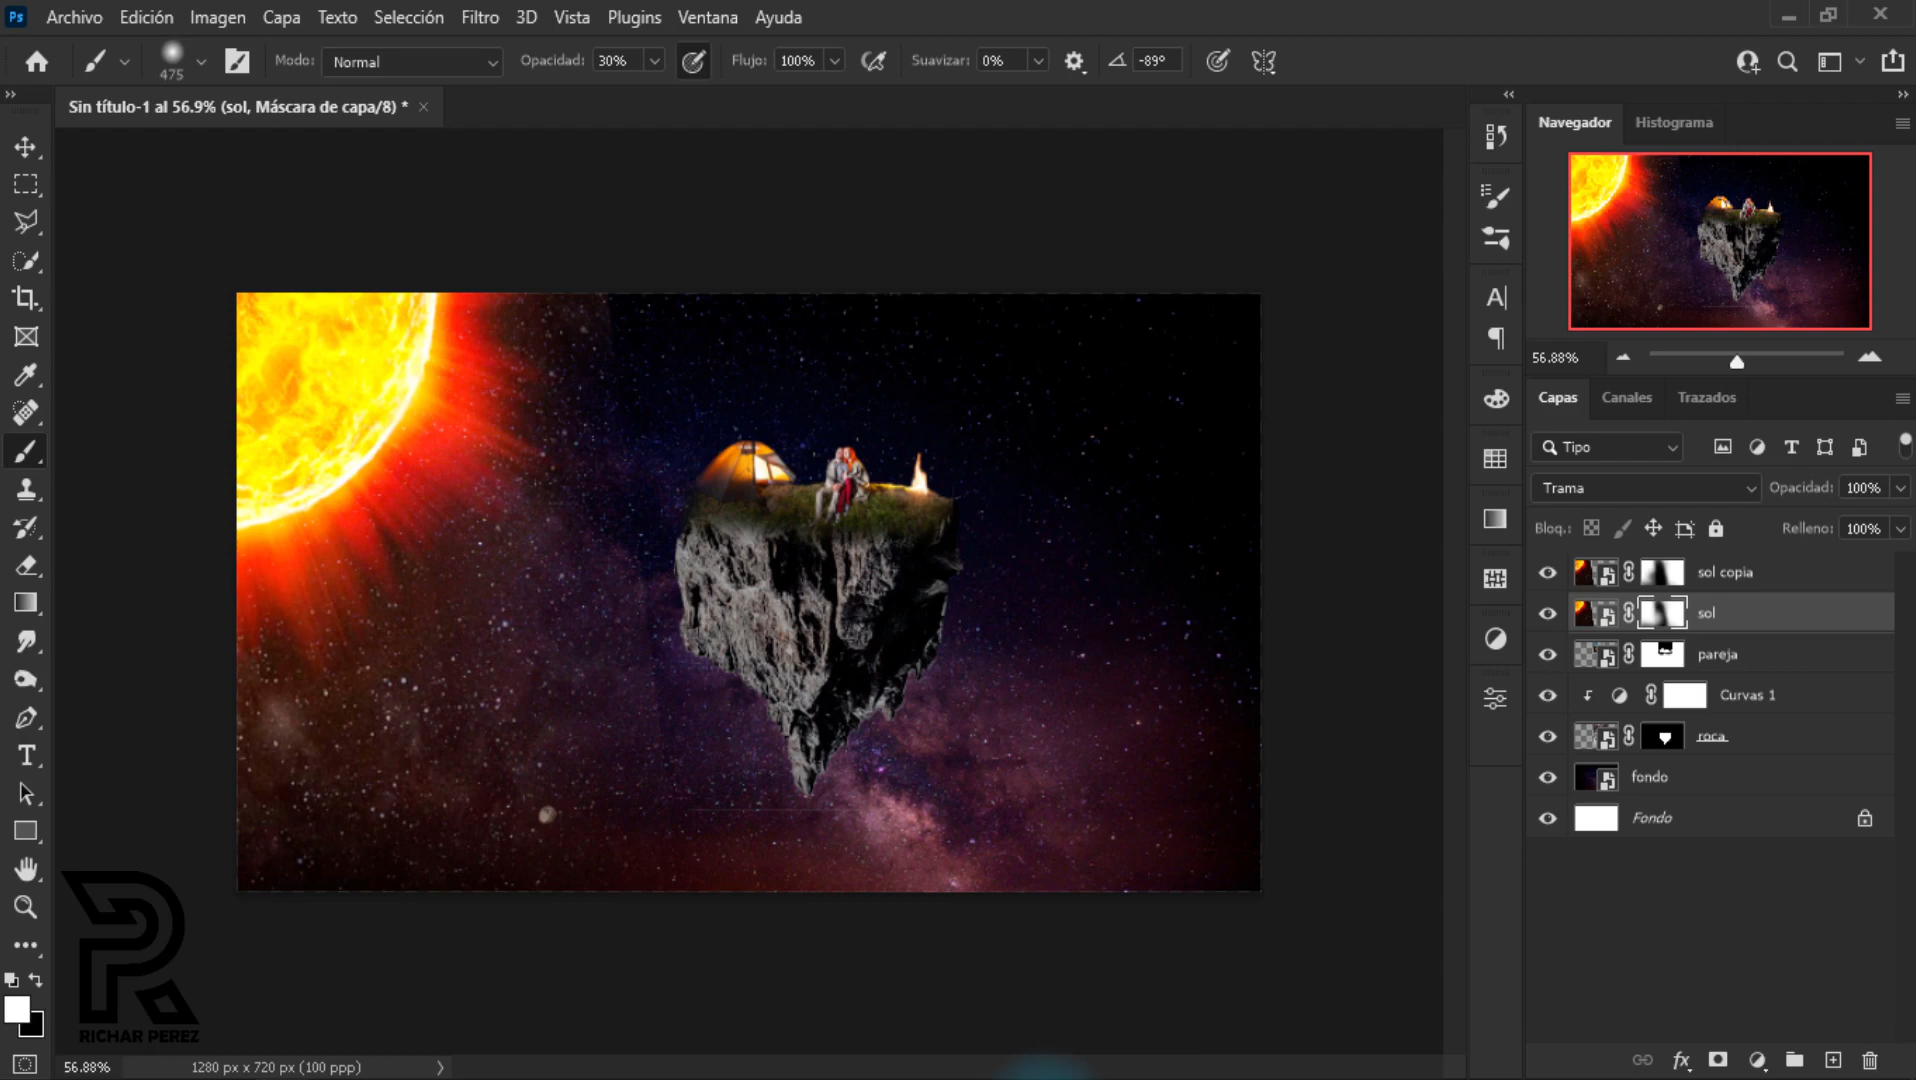 Ps Archivo Edición Imagen Capa Texto Selección Filtro 3D Vista Plugins Ventana Ayuda
475 Modo: Normal Opacidad: 30% Flujo: 100% Suavizar: 0% -89°
Sin título-1 al 56.9% (sol, Máscara de capa/8) *
Navegador Histograma
56.88%
Capas Canales Trazados
Tipo
Trama Opacidad: 100%
Bloq.: Relleno: 100%
sol copia
sol
pareja
Curvas 1
roca
fondo
Fondo
RICHAR PEREZ
56.88% 1280 px x 720 px (100 ppp)